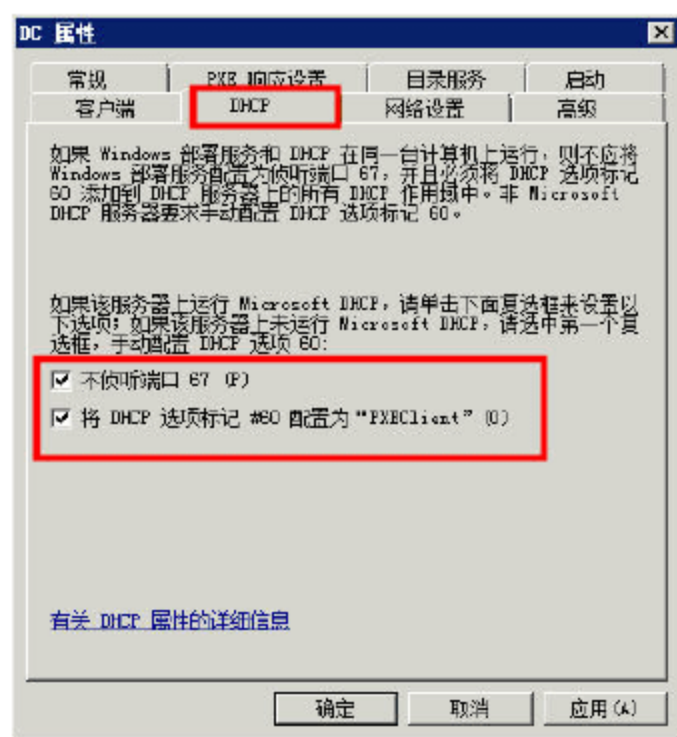 DC 属性
常规 PXE 响应设置 目录服务 启动
客户端 DHCP 网络设置 高级
如果 Windows 部署服务和 DHCP 在同一台计算机上运行，则不应将
Windows 部署服务配置为侦听端口 67，并且必须将 DHCP 选项标记
60 添加到 DHCP 服务器上的所有 DHCP 作用域中。非 Microsoft
DHCP 服务器要求手动配置 DHCP 选项标记 60。
如果该服务器上运行 Microsoft DHCP，请单击下面复选框来设置以
下选项；如果该服务器上未运行 Microsoft DHCP，请选中第一个复
选框，手动配置 DHCP 选项 60:
不侦听端口 67 (P)
将 DHCP 选项标记 #60 配置为“PXEClient” (O)
有关 DHCP 属性的详细信息
确定 取消 应用(A)